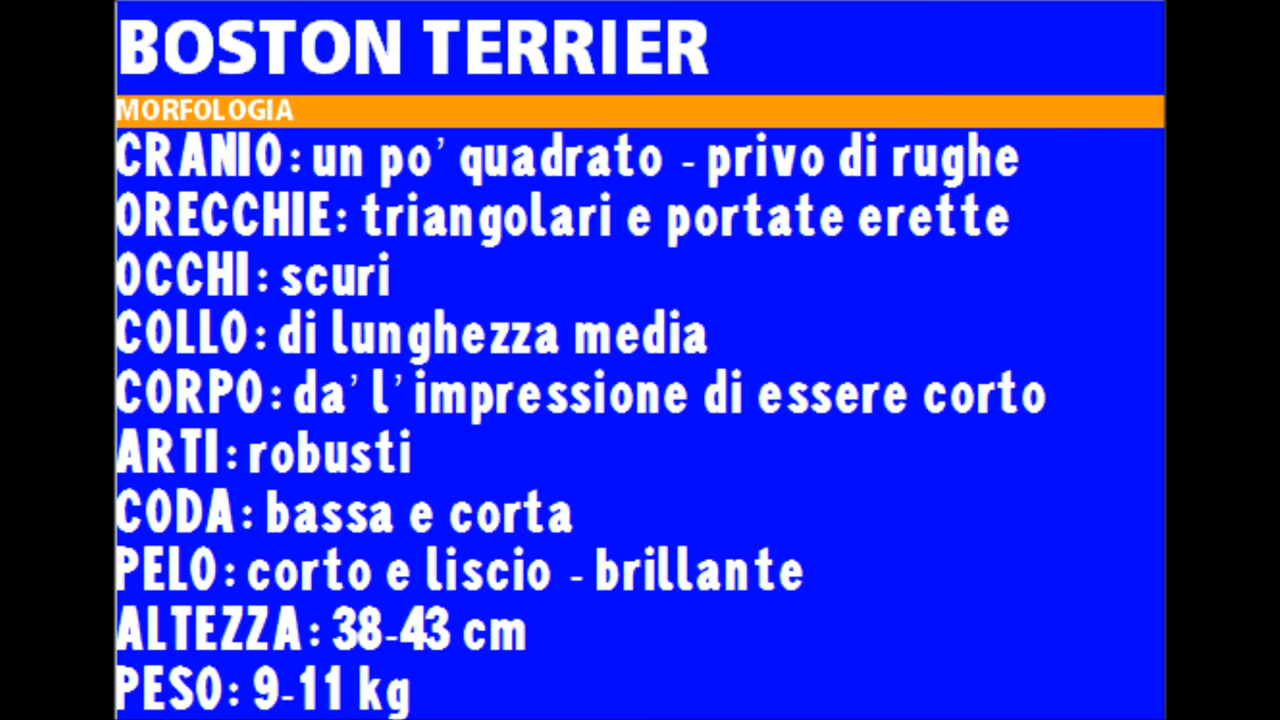 BOSTON TERRIER
MORFOLOGIA
CRANIO: un po' quadrato - privo di rughe
ORECCHIE: triangolari e portate erette
OCCHI: scuri
COLLO: di lunghezza media
CORPO: da' l'impressione di essere corto
ARTI: robusti
CODA: bassa e corta
PELO: corto e liscio - brillante
ALTEZZA: 38-43 cm
PESO: 9-11 kg